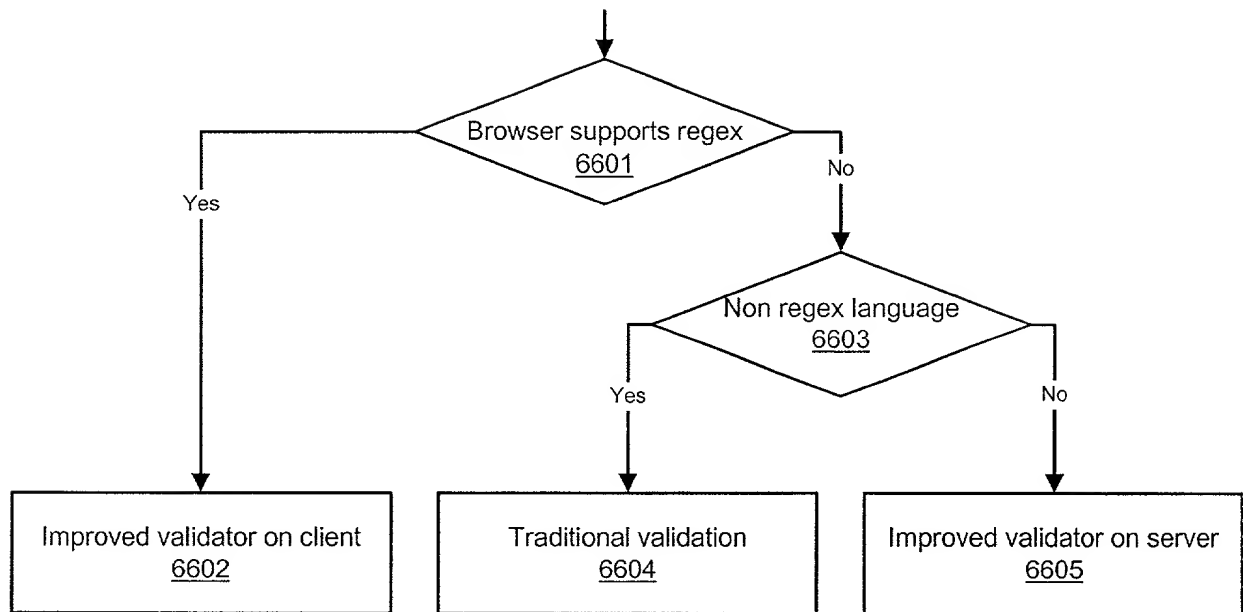 Browser supports regex
6601
Yes
No
Non regex language
6603
Yes
No
Improved validator on client
6602
Traditional validation
6604
Improved validator on server
6605